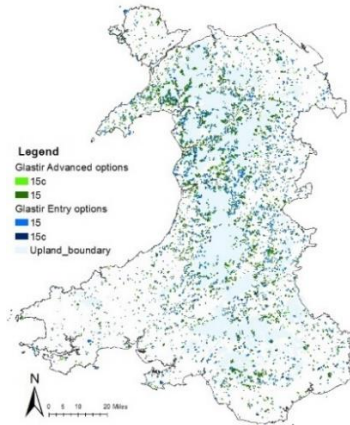 Legend
Glastir Advanced options
15c
15
Glastir Entry options
15
15c
Upland_boundary
N
0 5 10 20 Miles